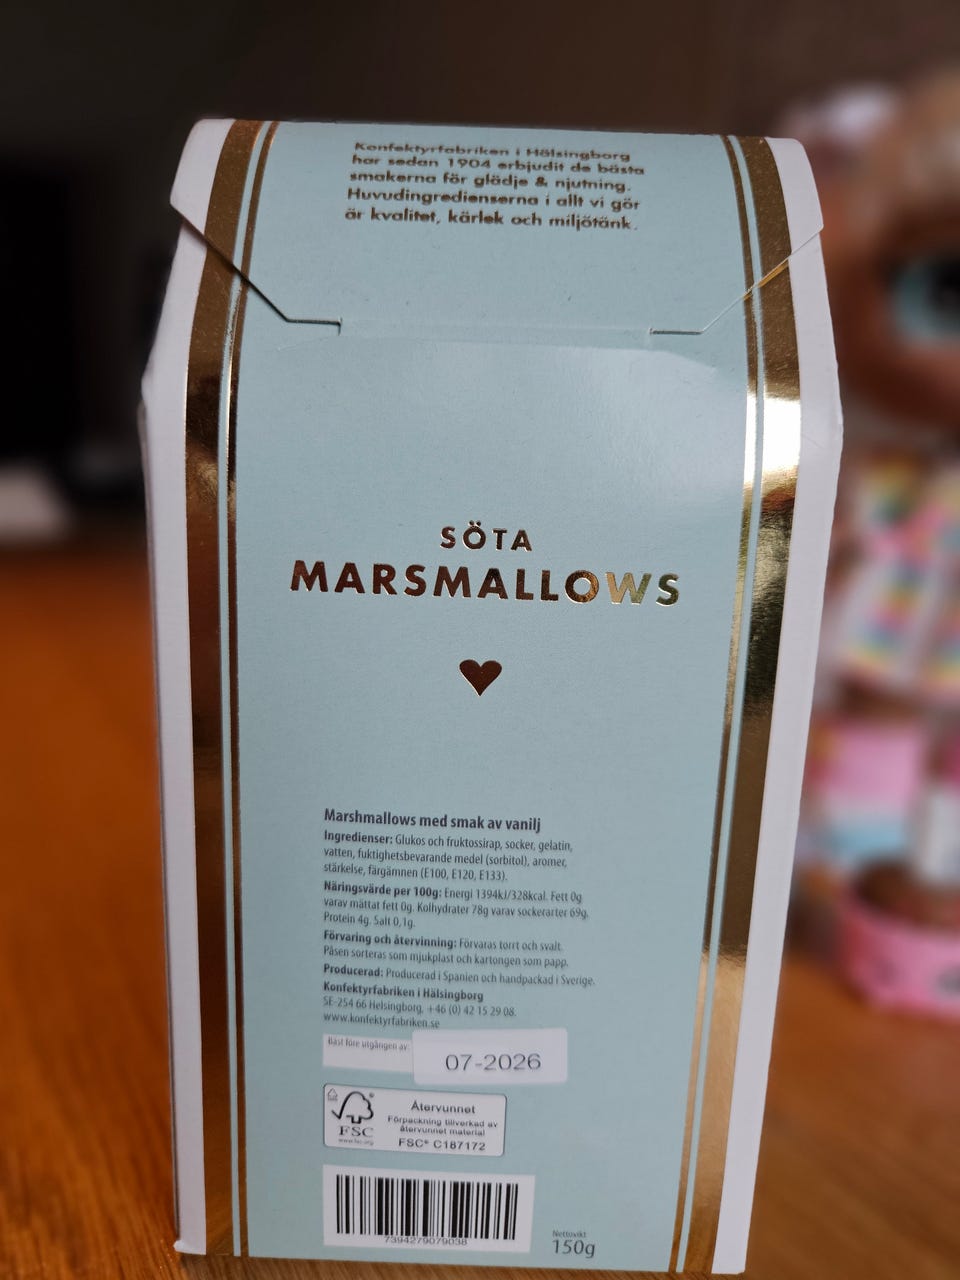 Konfektyrfabriken i Hälsingborg
har sedan 1904 erbjudit de bästa
smakerna för glädje & njutning.
Huvudingredienserna i allt vi gör
är kvalitet, kärlek och miljötänk.
SÖTA
MARSMALLOWS
Marshmallows med smak av vanilj
Ingredienser: Glukos och fruktossirap, socker, gelatin,
vatten, fuktighetsbevarande medel (sorbitol), aromer,
stärkelse, färgämnen (E100, E120, E133).
Näringsvärde per 100g: Energi 1394kJ/328kcal. Fett 0g
varav mättat fett 0g. Kolhydrater 78g varav sockerarter 69g.
Protein 4g. Salt 0,1g.
Förvaring och återvinning: Förvaras torrt och svalt.
Påsen sorteras som mjukplast och kartongen som papp.
Producerad: Producerad i Spanien och handpackad i Sverige.
Konfektyrfabriken i Hälsingborg
SE-254 66 Helsingborg, +46 (0) 42 15 29 08.
www.konfektyrfabriken.se
Bäst före utgången av:
07-2026
FSC
www.fsc.org
Återvunnet
Förpackning tillverkad av
återvunnet material
FSC® C187172
7394279079038
Nettovikt
150g